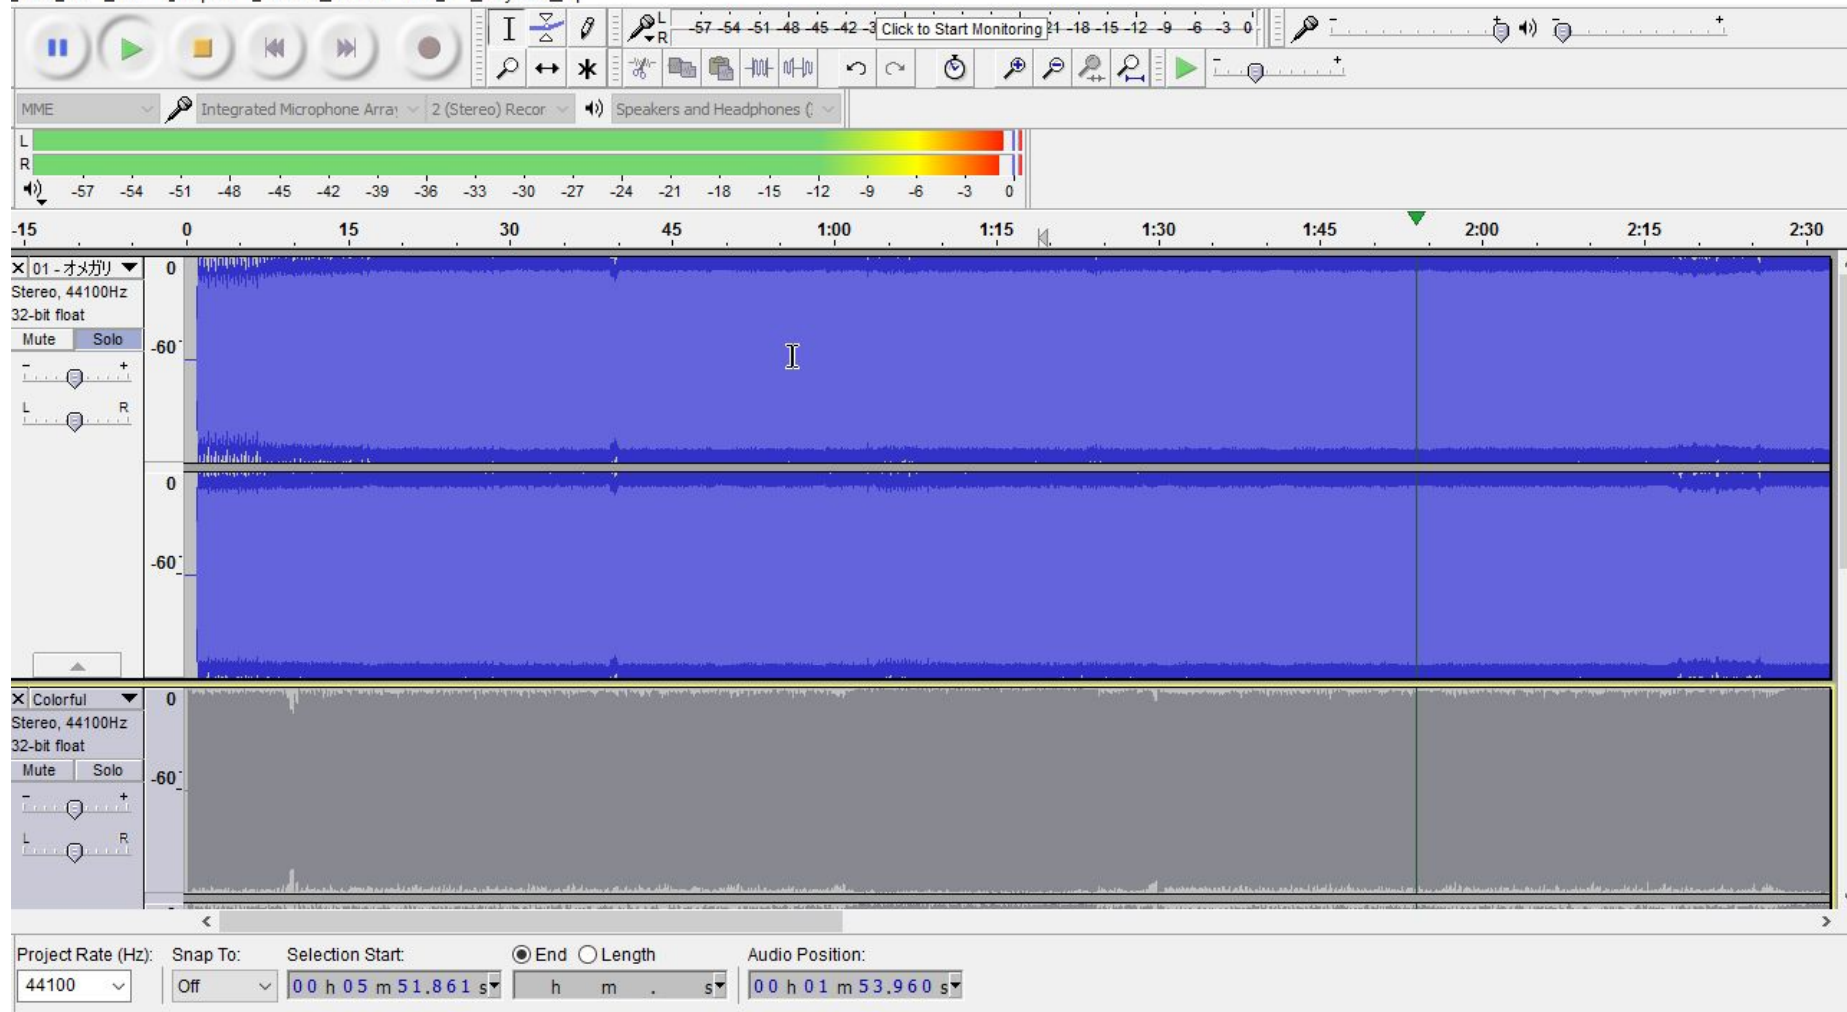 L
R
-57 -54 -51 -48 -45 -42 -3 Click to Start Monitoring 21 -18 -15 -12 -9 -6 -3 0
- +
- +
- +
MME
Integrated Microphone Array
2 (Stereo) Recor
Speakers and Headphones (
L
R
-57 -54 -51 -48 -45 -42 -39 -36 -33 -30 -27 -24 -21 -18 -15 -12 -9 -6 -3 0
-15 0 15 30 45 1:00 1:15 1:30 1:45 2:00 2:15 2:30
01 - オメガリ
Stereo, 44100Hz
32-bit float
Mute Solo
- +
L R
0
-60
0
-60
Colorful
Stereo, 44100Hz
32-bit float
Mute Solo
- +
L R
0
-60
Project Rate (Hz): Snap To: Selection Start: End Length Audio Position:
44100 Off 00 h 05 m 51.861 s h m . s 00 h 01 m 53.960 s